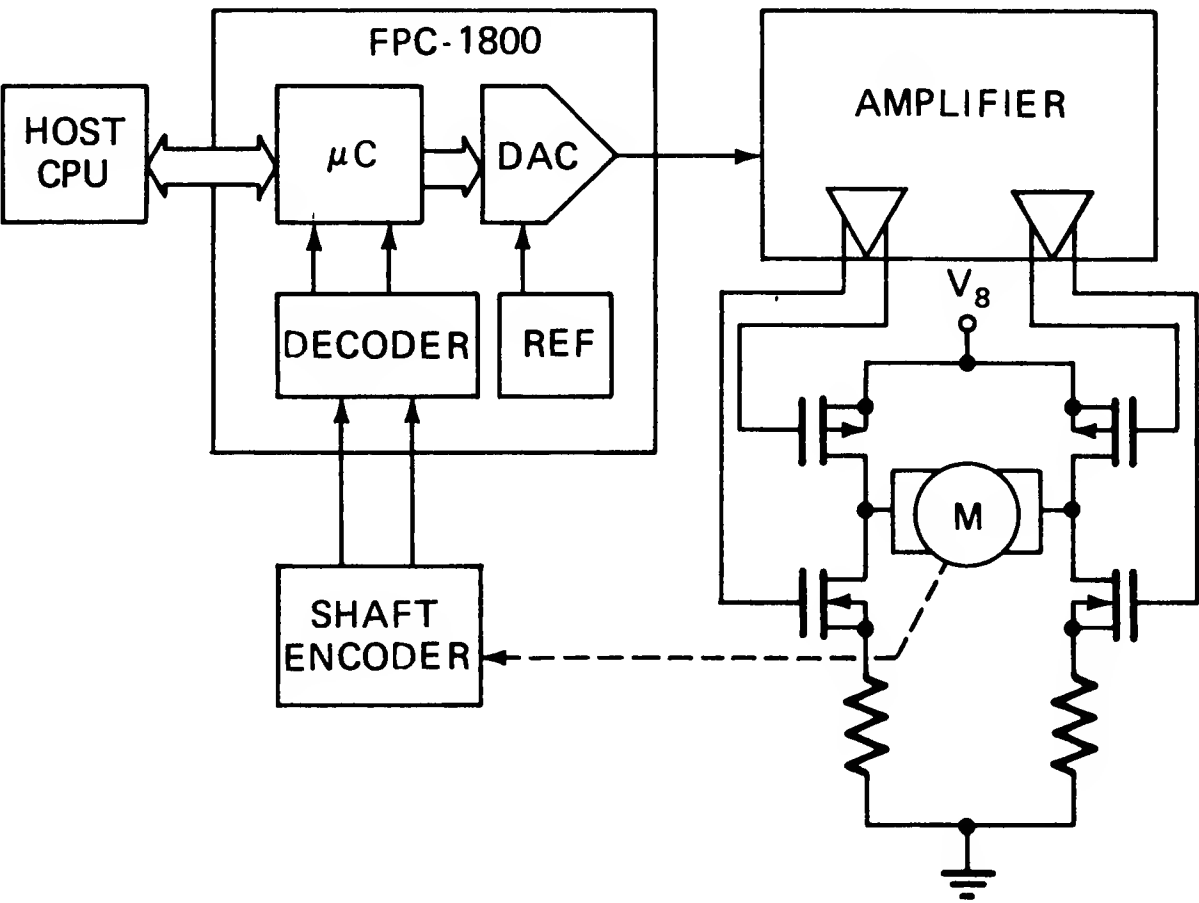 FPC-1800
HOST
CPU
μC
DAC
AMPLIFIER
DECODER
REF
V8
M
SHAFT
ENCODER